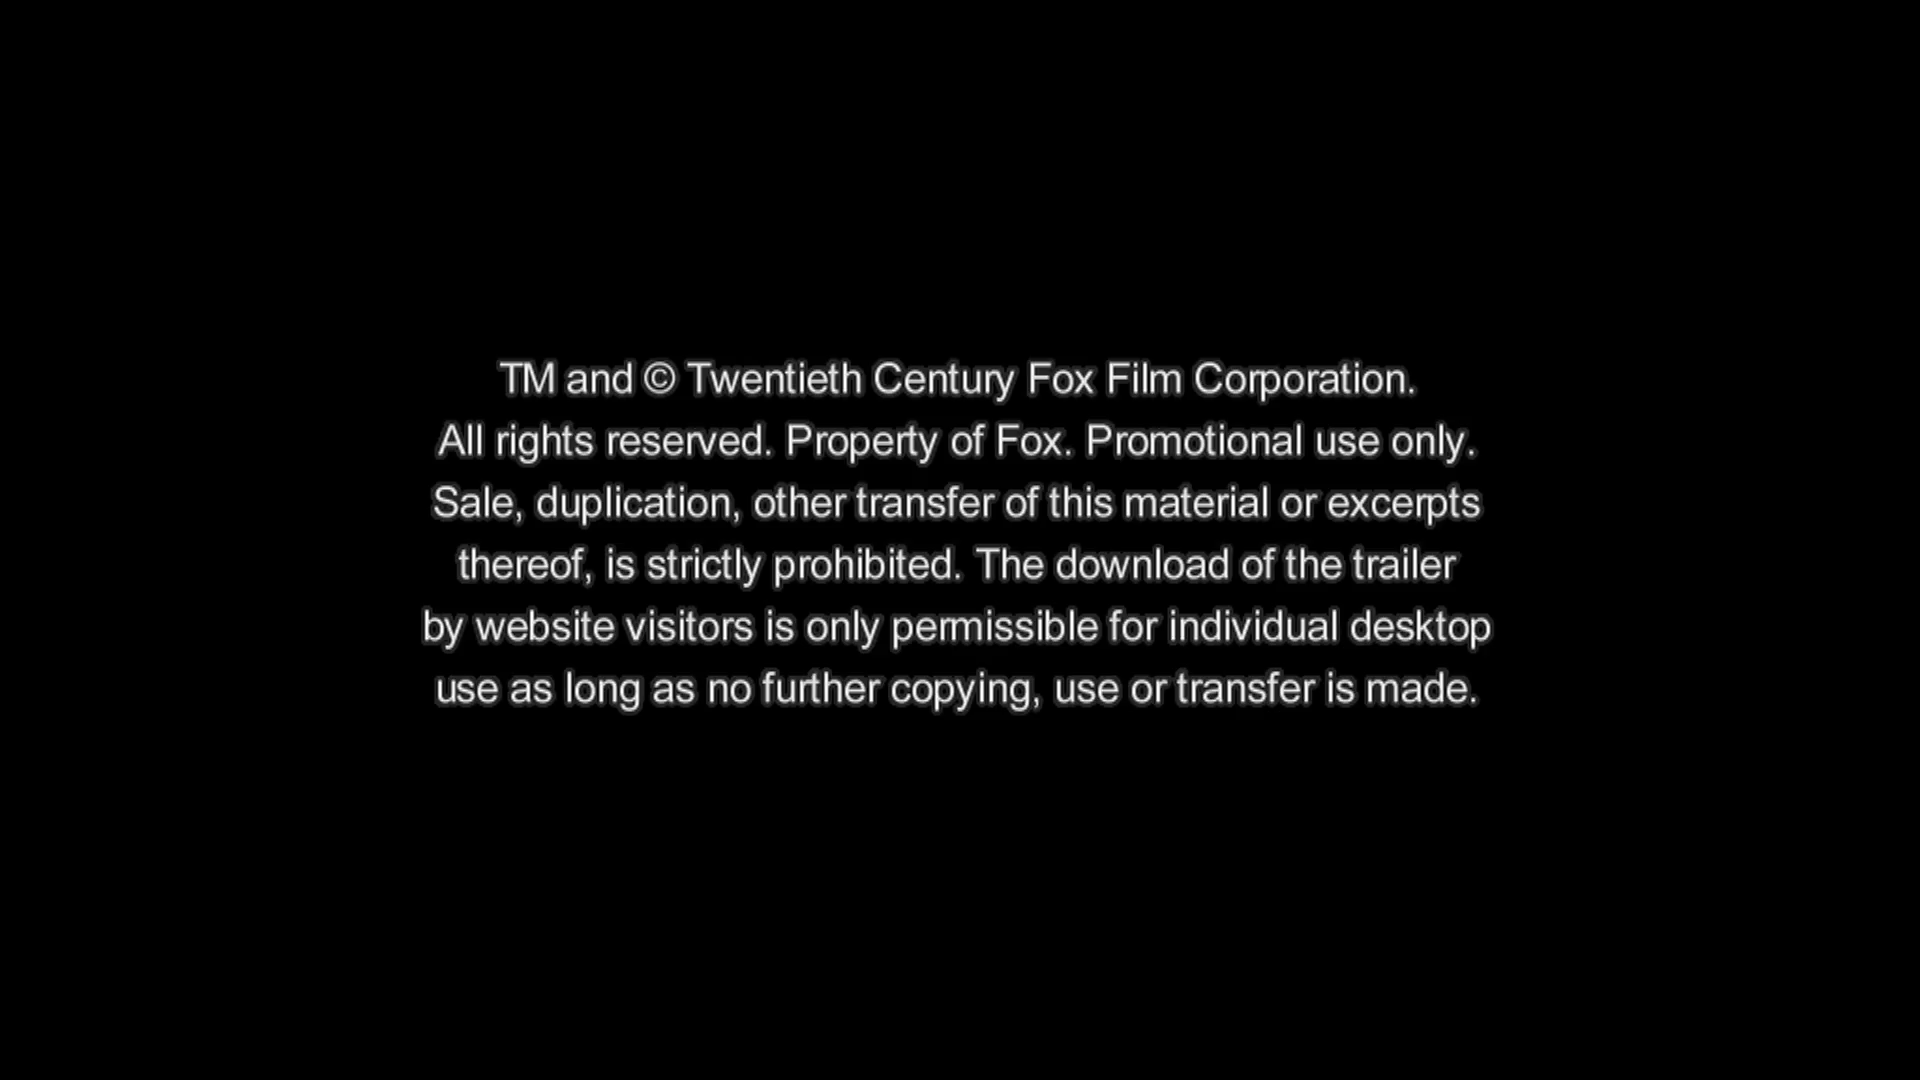 TM and © Twentieth Century Fox Film Corporation.
All rights reserved. Property of Fox. Promotional use only.
Sale, duplication, other transfer of this material or excerpts
thereof, is strictly prohibited. The download of the trailer
by website visitors is only permissible for individual desktop
use as long as no further copying, use or transfer is made.